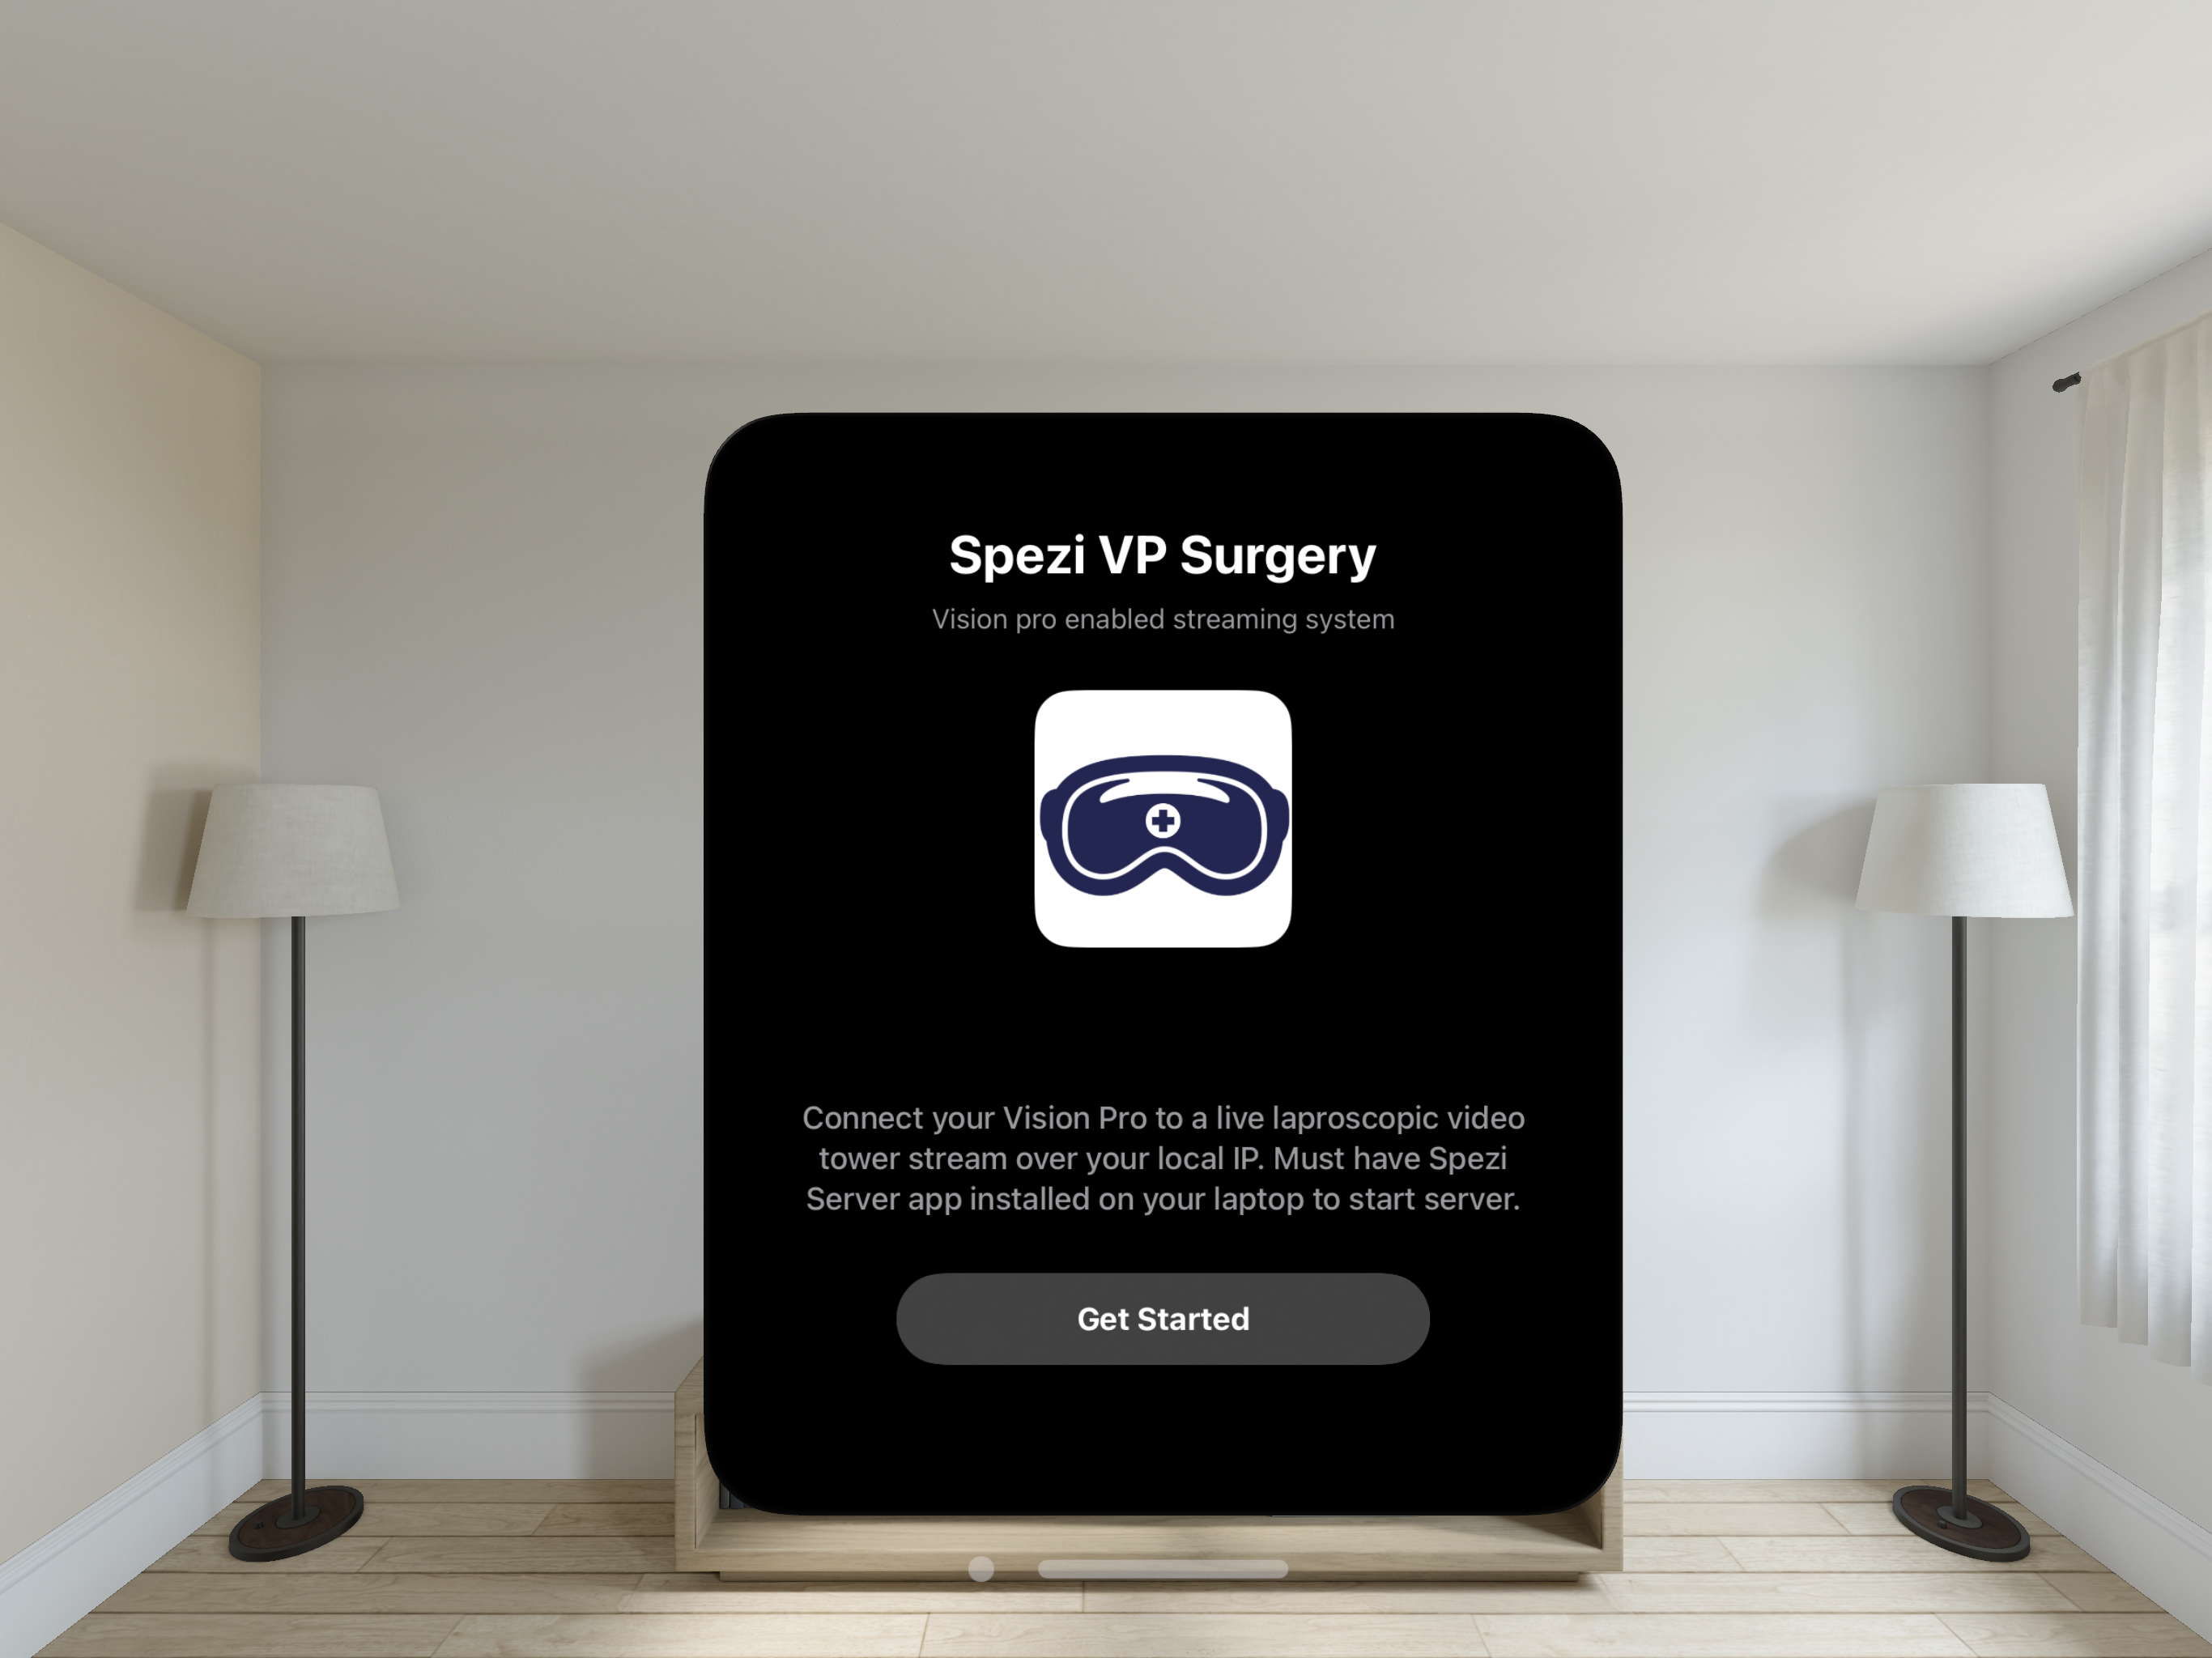 Spezi VP Surgery
Vision pro enabled streaming system
Connect your Vision Pro to a live laproscopic video
tower stream over your local IP. Must have Spezi
Server app installed on your laptop to start server.
Get Started